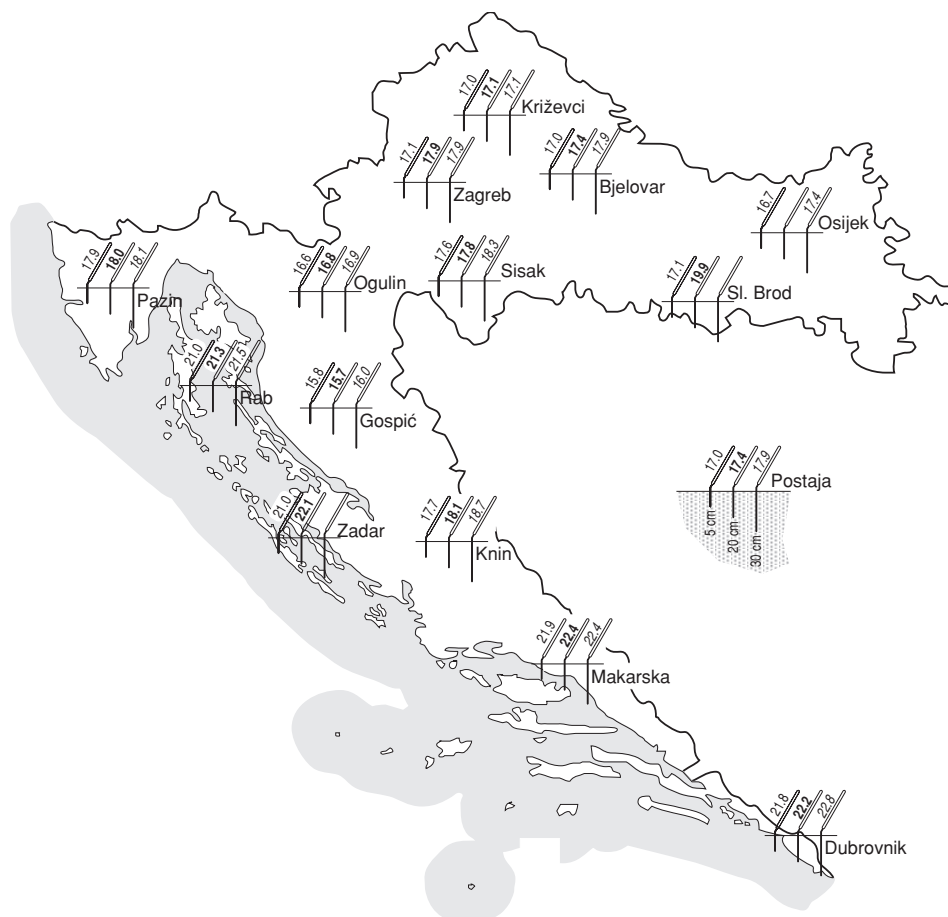 17.0 17.1 17.1
Križevci
17.1 17.9 17.9
Zagreb
17.0 17.4 17.9
Bjelovar
16.7 17.4
Osijek
17.9 18.0 18.1
Pazin
16.6 16.8 16.9
Ogulin
17.6 17.8 18.3
Sisak
17.1 19.9
Sl. Brod
21.0 21.3 21.5
Rab
15.8 15.7 16.0
Gospić
17.0 17.4 17.9
Postaja
5 cm
20 cm
30 cm
21.0 22.1
Zadar
17.7 18.1 18.7
Knin
21.9 22.4 22.4
Makarska
21.8 22.2 22.8
Dubrovnik